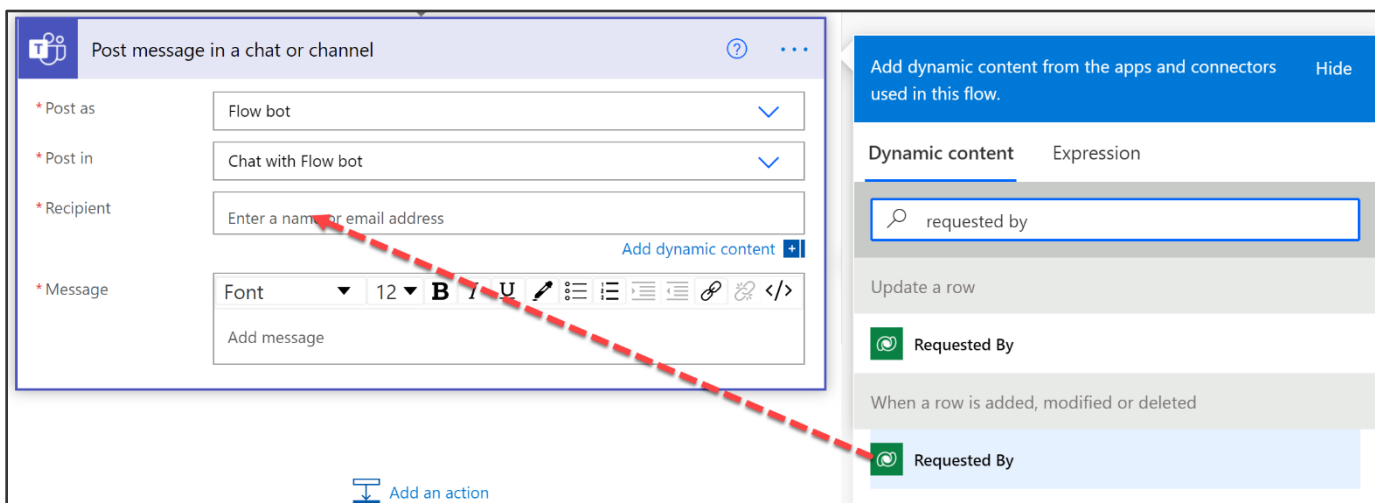 Post message in a chat or channel
*Post as
Flow bot
*Post in
Chat with Flow bot
*Recipient
Enter a name or email address
Add dynamic content
*Message
Font 12 B I U </>
Add message
Add an action
Add dynamic content from the apps and connectors used in this flow.
Hide
Dynamic content Expression
requested by
Update a row
Requested By
When a row is added, modified or deleted
Requested By